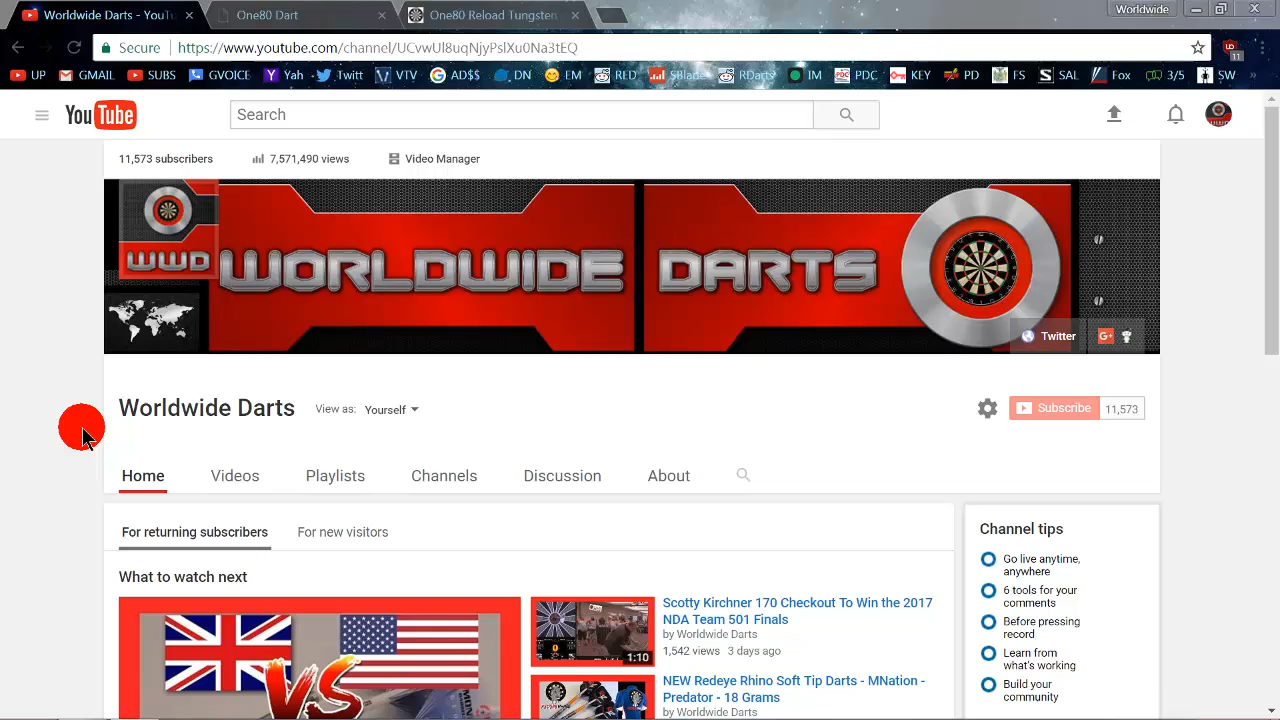 Worldwide Darts - YouTu
One80 Dart
One80 Reload Tungsten
Worldwide
Secure
https://www.youtube.com/channel/UCvwUl8uqNjyPslXu0Na3tEQ
UP
GMAIL
SUBS
GVOICE
Yah
Twitt
VTV
AD$$
DN
EM
RED
SBlade
RDarts
IM
PDC
KEY
PD
FS
SAL
Fox
3/5
SW
YouTube
Search
11,573 subscribers
7,571,490 views
Video Manager
WWD
WORLDWIDE DARTS
Twitter
G+
Worldwide Darts
View as:
Yourself
Subscribe
11,573
Home
Videos
Playlists
Channels
Discussion
About
For returning subscribers
For new visitors
What to watch next
VS
Scotty Kirchner 170 Checkout To Win the 2017
NDA Team 501 Finals
by Worldwide Darts
1,542 views 3 days ago
1:10
NEW Redeye Rhino Soft Tip Darts - MNation -
Predator - 18 Grams
by Worldwide Darts
Channel tips
Go live anytime,
anywhere
6 tools for your
comments
Before pressing
record
Learn from
what's working
Build your
community